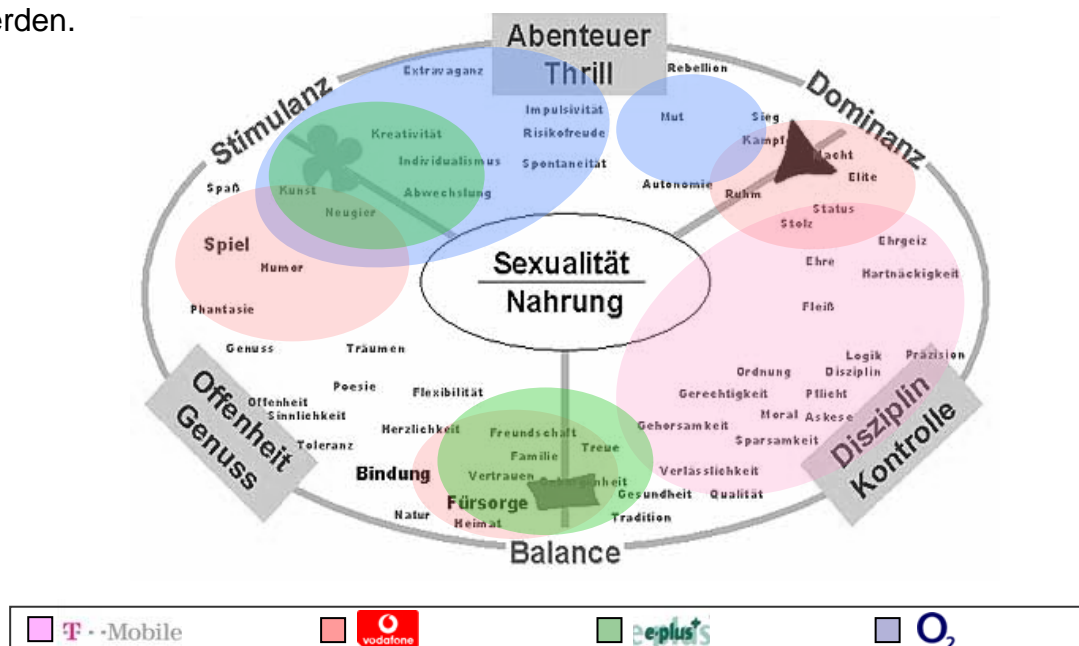 erden.
Abenteuer
Thrill
Stimulanz
Dominanz
Extravaganz
Rebellion
Impulsivität
Mut
Sieg
Kreativität
Risikofreude
Kampf
Individualismus
Spontaneität
Macht
Elite
Spaß
Kunst
Abwechslung
Autonomie
Ruhm
Neugier
Status
Stolz
Spiel
Humor
Ehrgeiz
Ehre
Hartnäckigkeit
Sexualität
Nahrung
Phantasie
Fleiß
Genuss
Träumen
Logik
Präzision
Ordnung
Disziplin
Poesie
Flexibilität
Gerechtigkeit
Pflicht
Offenheit
Sinnlichkeit
Moral
Askese
Toleranz
Herzlichkeit
Freundschaft
Treue
Gehorsamkeit
Sparsamkeit
Offenheit
Genuss
Disziplin
Kontrolle
Familie
Bindung
Vertrauen
Geborgenheit
Verlässlichkeit
Fürsorge
Gesundheit
Qualität
Natur
Heimat
Tradition
Balance
T··Mobile
vodafone
e-plus+
O2